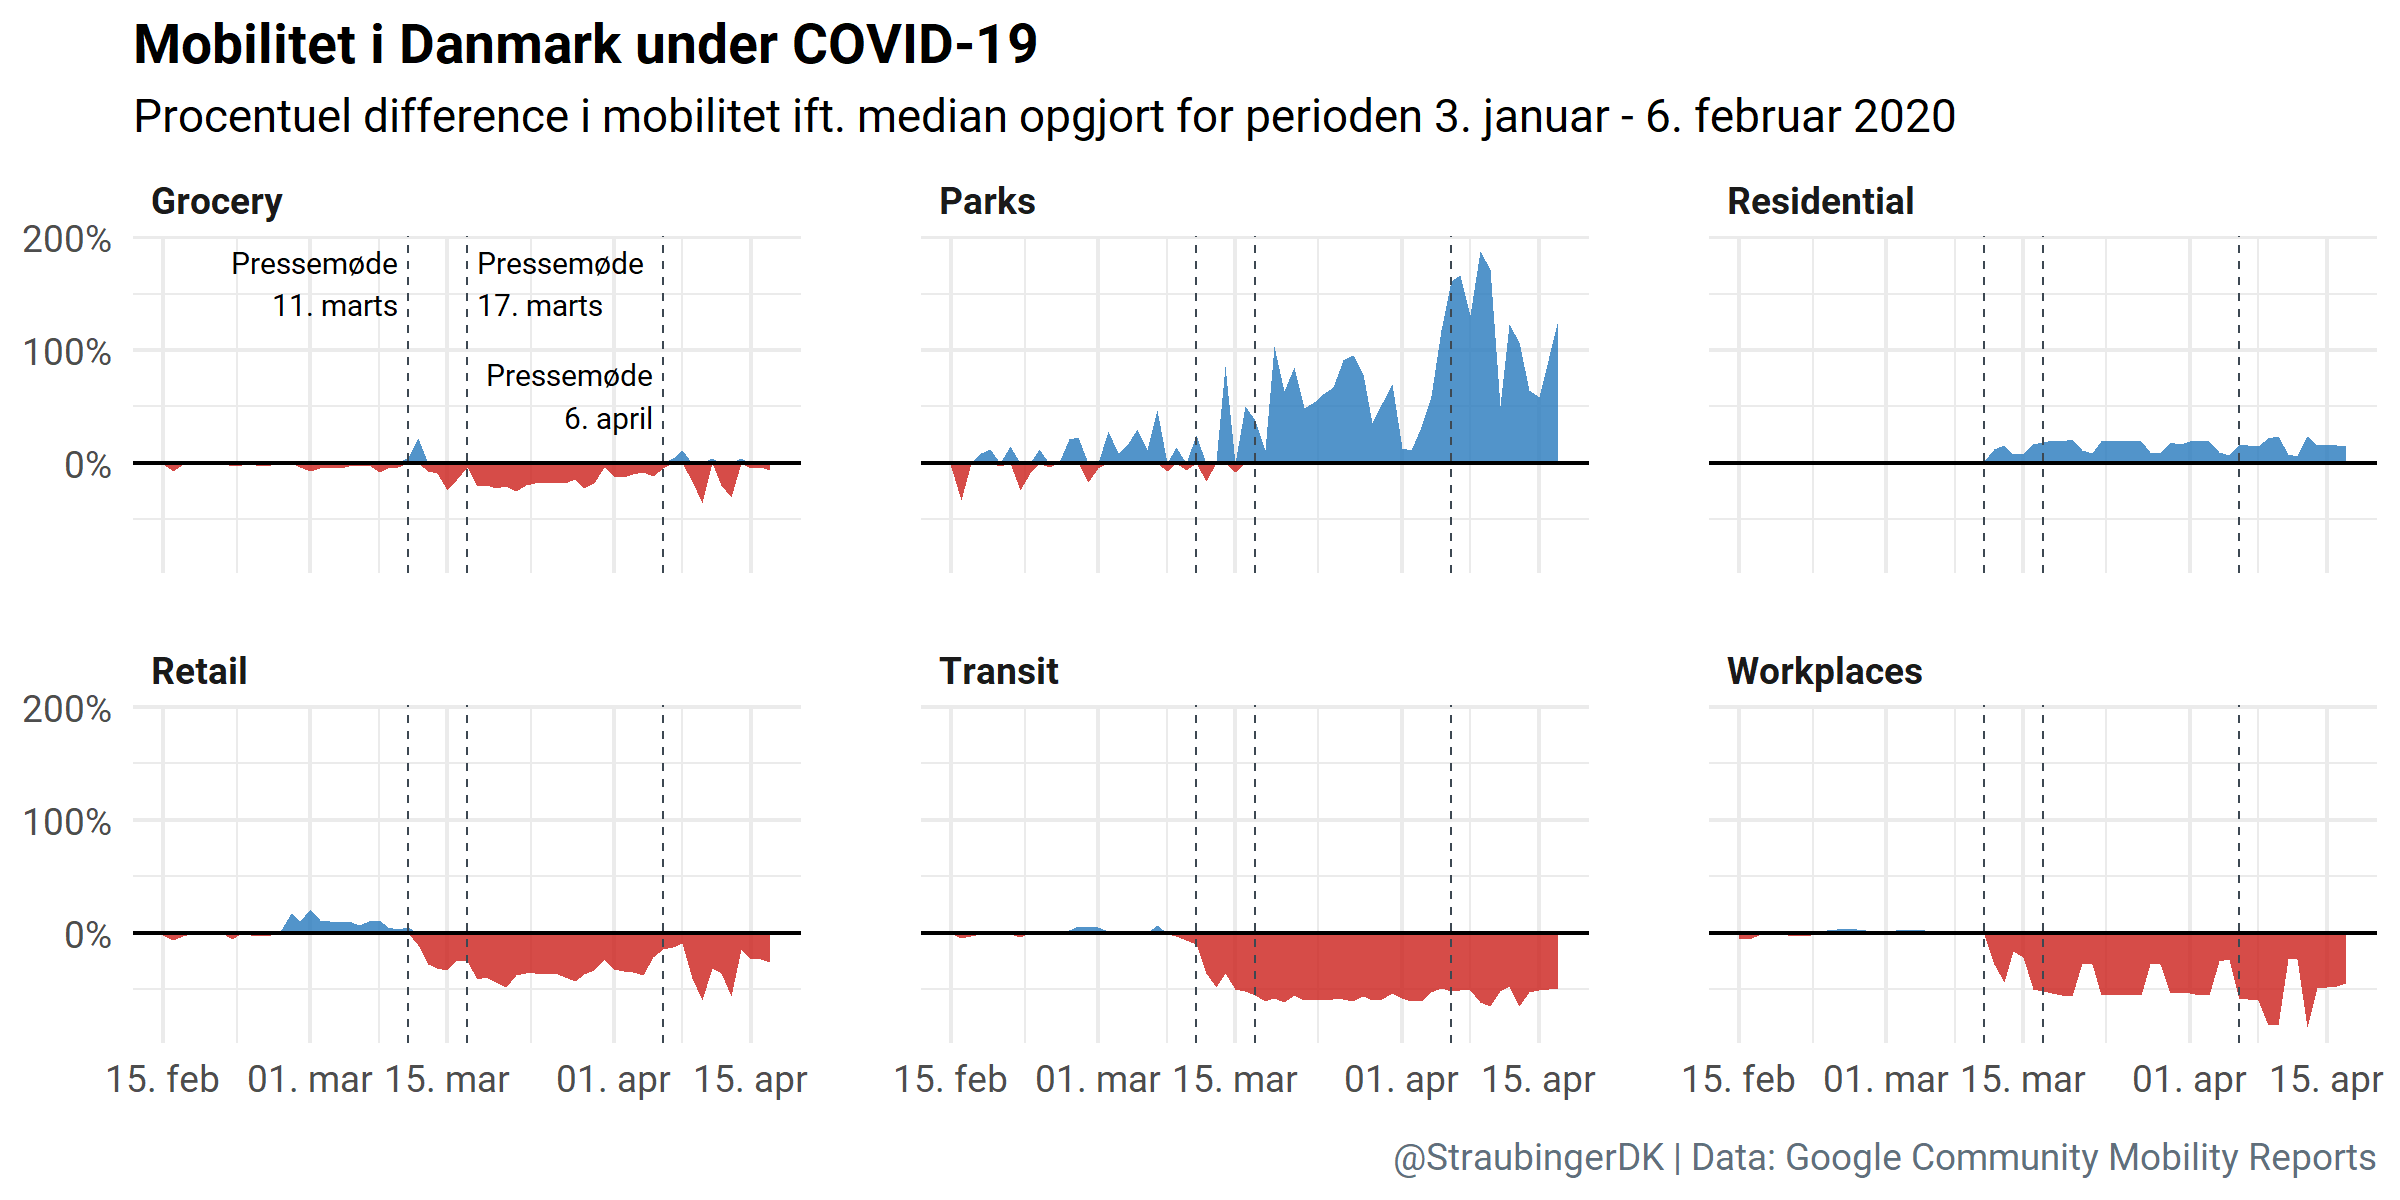 Mobilitet i Danmark under COVID-19
Procentuel difference i mobilitet ift. median opgjort for perioden 3. januar - 6. februar 2020
Grocery
Parks
Residential
200%
100%
0%
Pressemøde
11. marts
Pressemøde
17. marts
Pressemøde
6. april
Retail
Transit
Workplaces
200%
100%
0%
15. feb 01. mar 15. mar 01. apr 15. apr
15. feb 01. mar 15. mar 01. apr 15. apr
15. feb 01. mar 15. mar 01. apr 15. apr
@StraubingerDK | Data: Google Community Mobility Reports